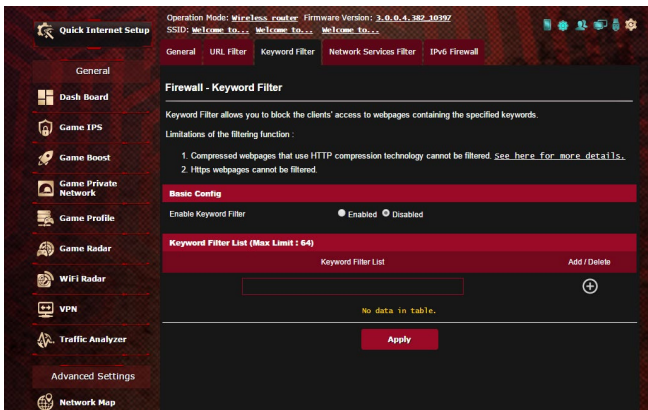 Quick Internet Setup
Operation Mode: Wireless router Firmware Version: 3.0.0.4.382_10397
SSID: Welcome to... Welcome to... Welcome to...
General URL Filter Keyword Filter Network Services Filter IPv6 Firewall
General
Dash Board
Game IPS
Game Boost
Game Private
Network
Game Profile
Game Radar
WiFi Radar
VPN
Traffic Analyzer
Advanced Settings
Network Map
Firewall - Keyword Filter
Keyword Filter allows you to block the clients' access to webpages containing the specified keywords.
Limitations of the filtering function :
1. Compressed webpages that use HTTP compression technology cannot be filtered. See here for more details.
2. Https webpages cannot be filtered.
Basic Config
Enable Keyword Filter Enabled Disabled
Keyword Filter List (Max Limit : 64)
Keyword Filter List Add / Delete
No data in table.
Apply